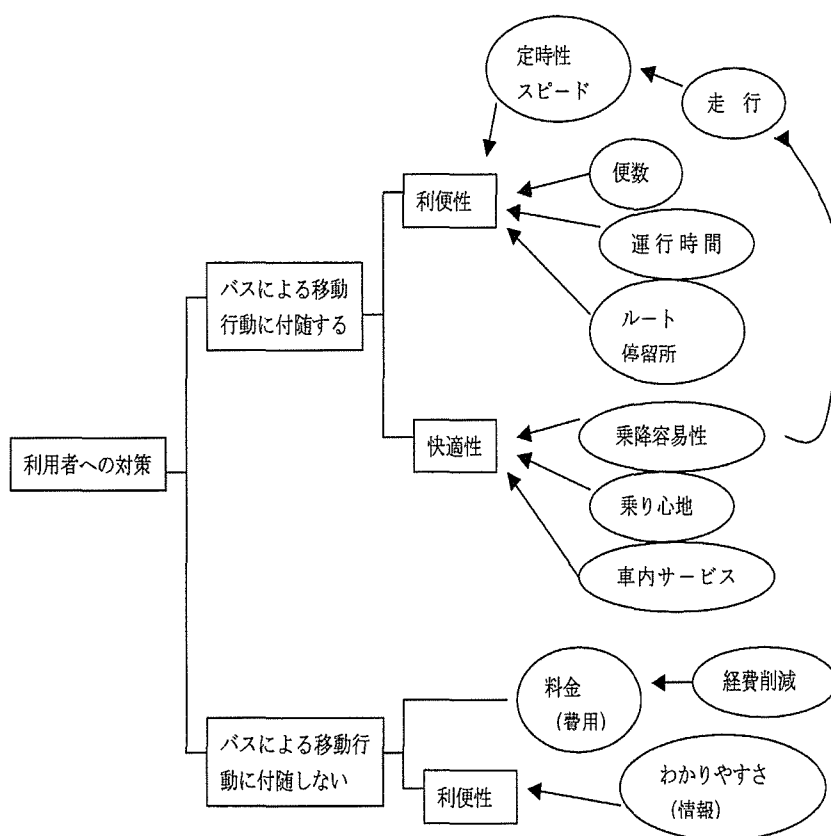 定時性
スピード
走 行
便数
利便性
運行時間
バスによる移動
行動に付随する
ルート
停留所
快適性
乗降容易性
利用者への対策
乗り心地
車内サービス
料金
(費用)
経費削減
バスによる移動行
動に付随しない
利便性
わかりやすさ
(情報)